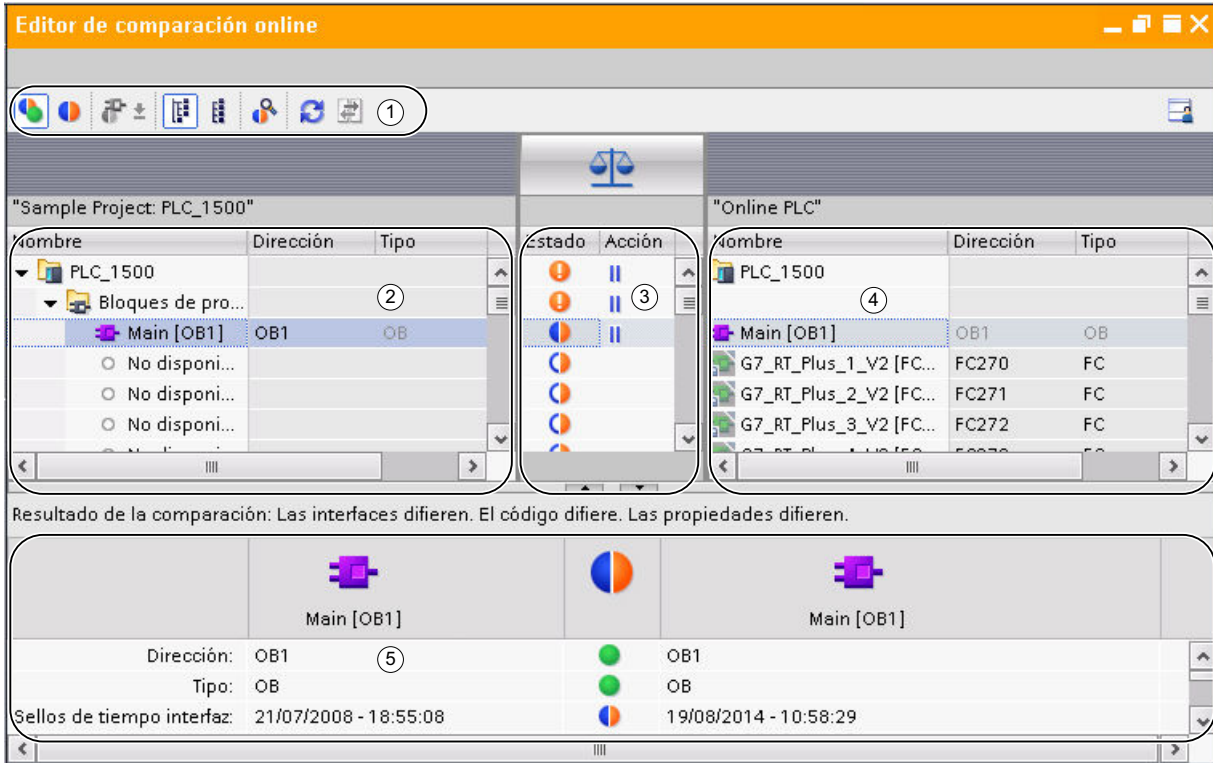 Editor de comparación online
1
"Sample Project: PLC_1500" "Online PLC"
Nombre Dirección Tipo Estado Acción Nombre Dirección Tipo
PLC_1500 PLC_1500
Bloques de pro... 2 3 4
Main [OB1] OB1 OB Main [OB1] OB1 OB
No disponi... G7_RT_Plus_1_V2 [FC... FC270 FC
No disponi... G7_RT_Plus_2_V2 [FC... FC271 FC
No disponi... G7_RT_Plus_3_V2 [FC... FC272 FC
Resultado de la comparación: Las interfaces difieren. El código difiere. Las propiedades difieren.
Main [OB1] Main [OB1]
Dirección: OB1 5 OB1
Tipo: OB OB
Sellos de tiempo interfaz: 21/07/2008 - 18:55:08 19/08/2014 - 10:58:29